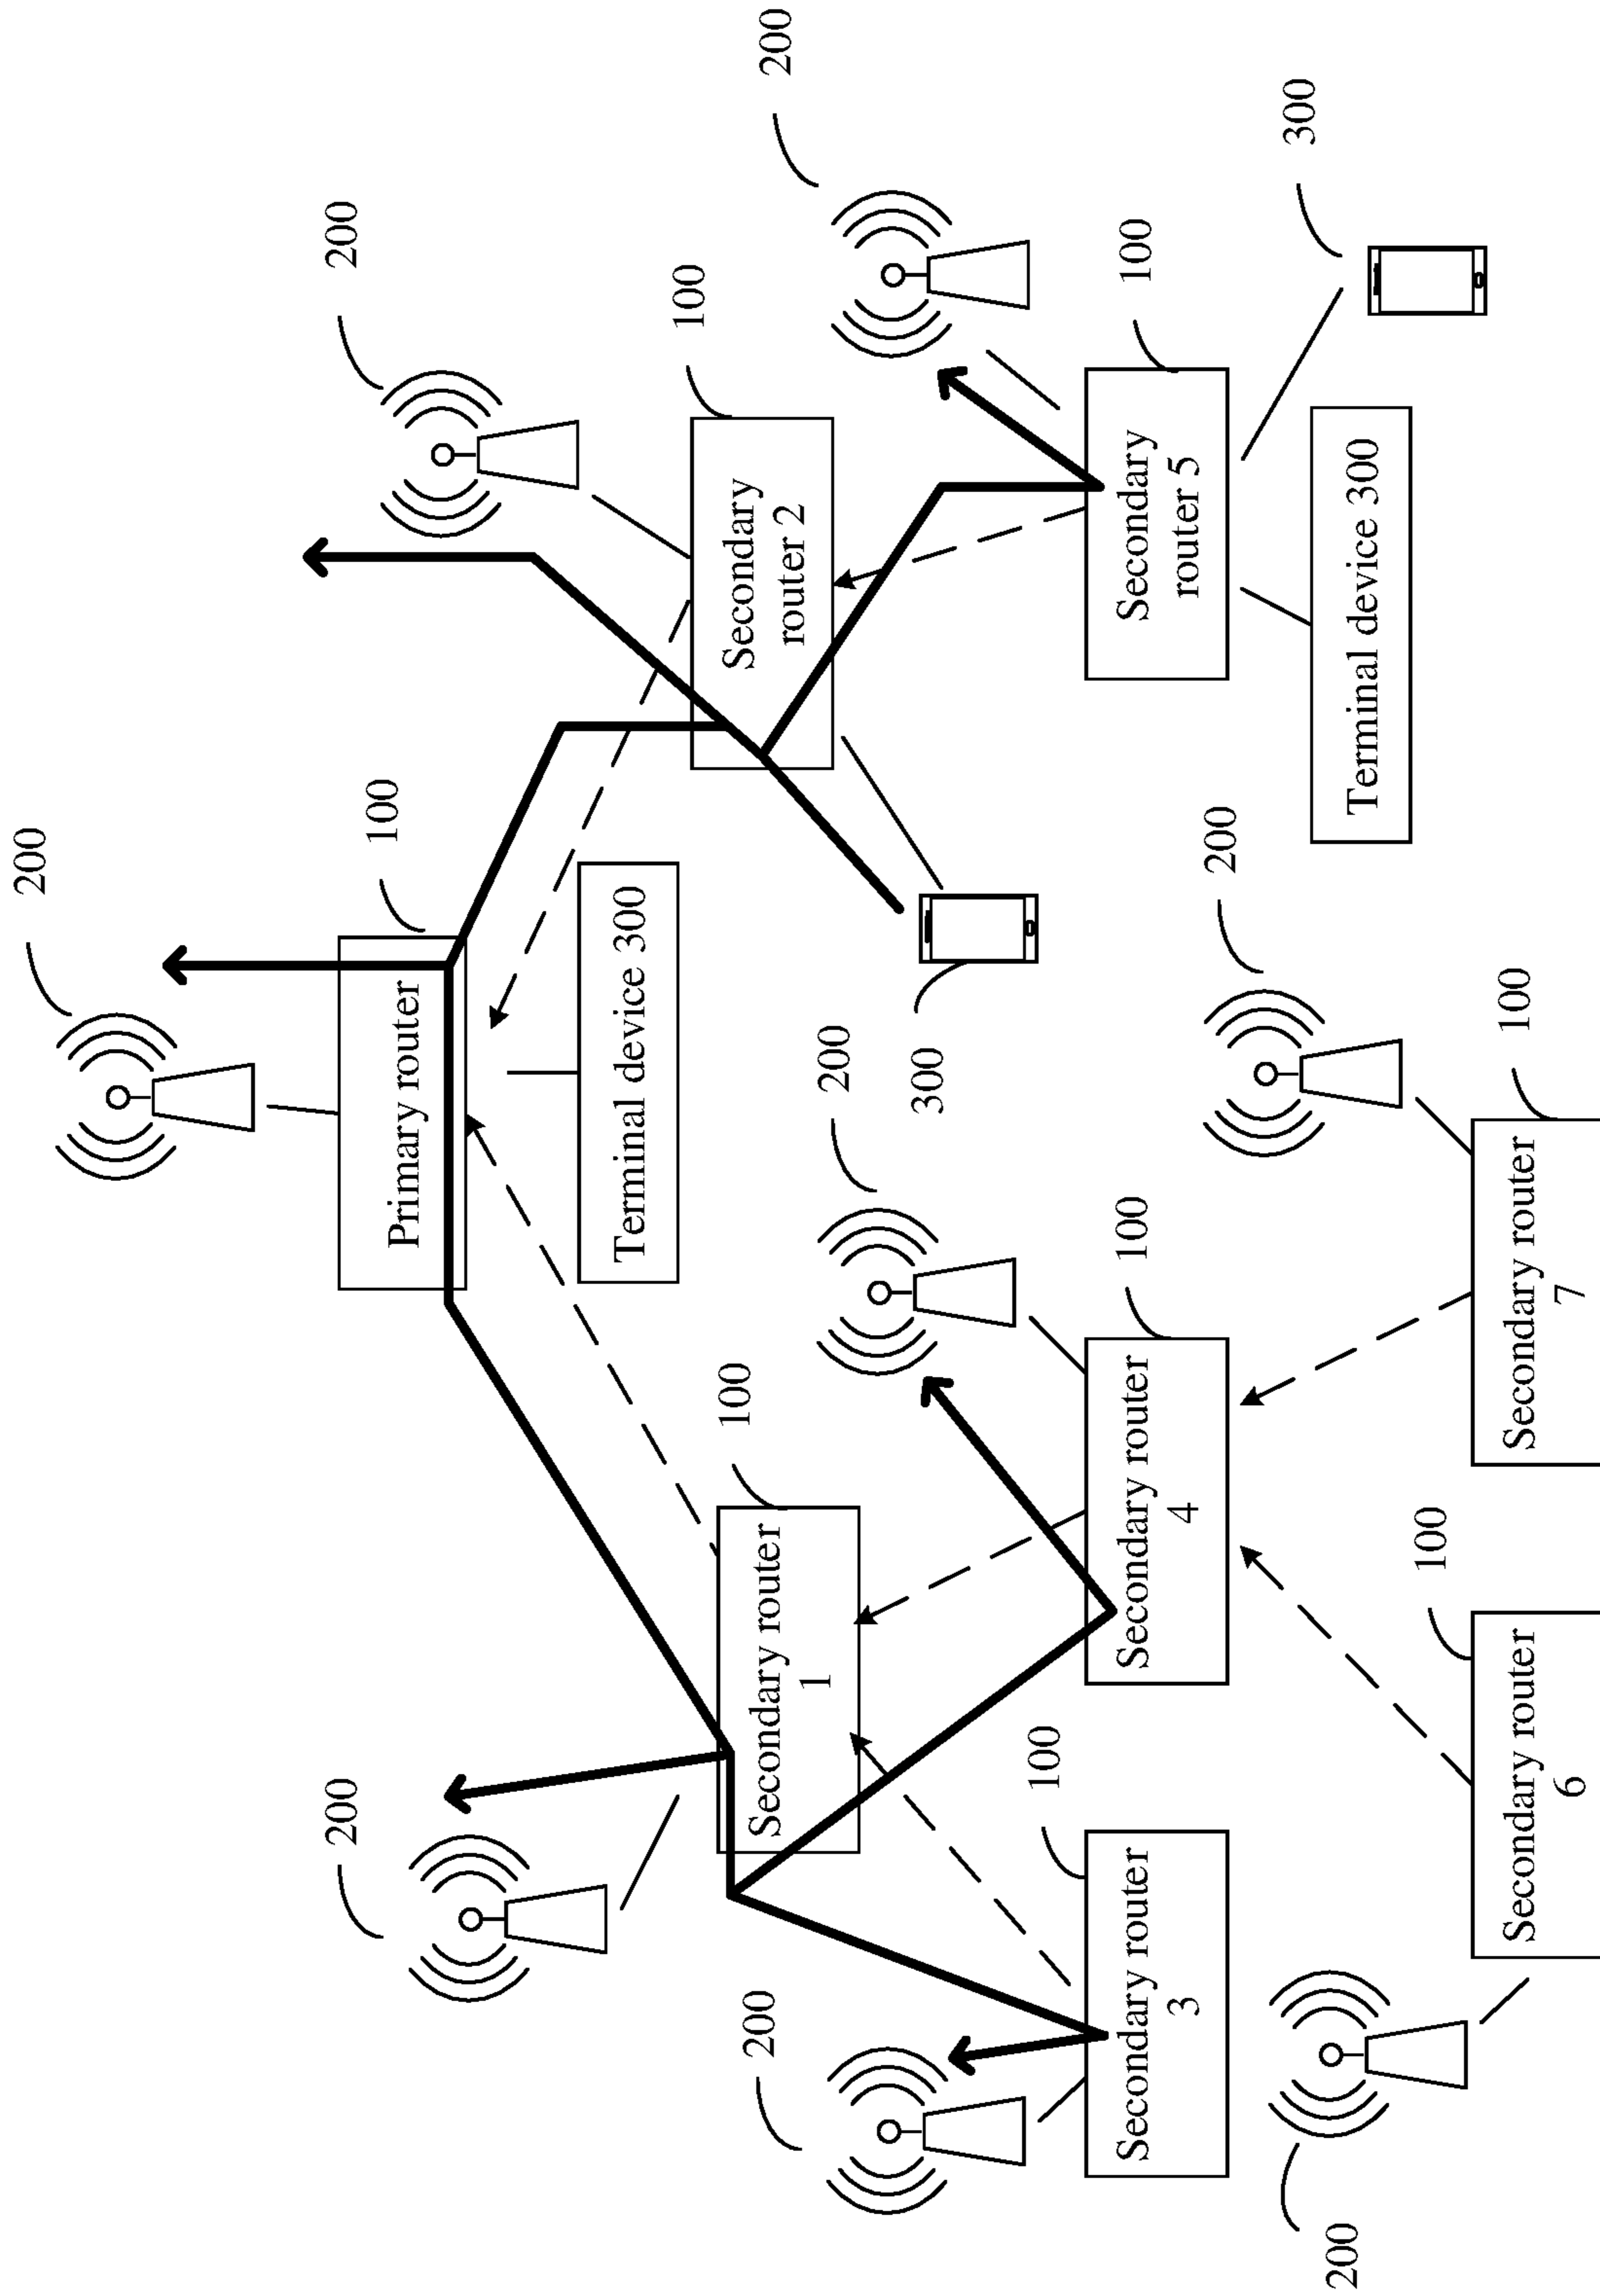 200
100
Primary router
Terminal device 300
200
200
100
Secondary
router 2
100
Secondary router
1
300
200
200
100
Secondary
router 5
200
200
100
Secondary router
3
100
Secondary router
4
300
Terminal device 300
200
200
100
Secondary router
6
100
Secondary router
7